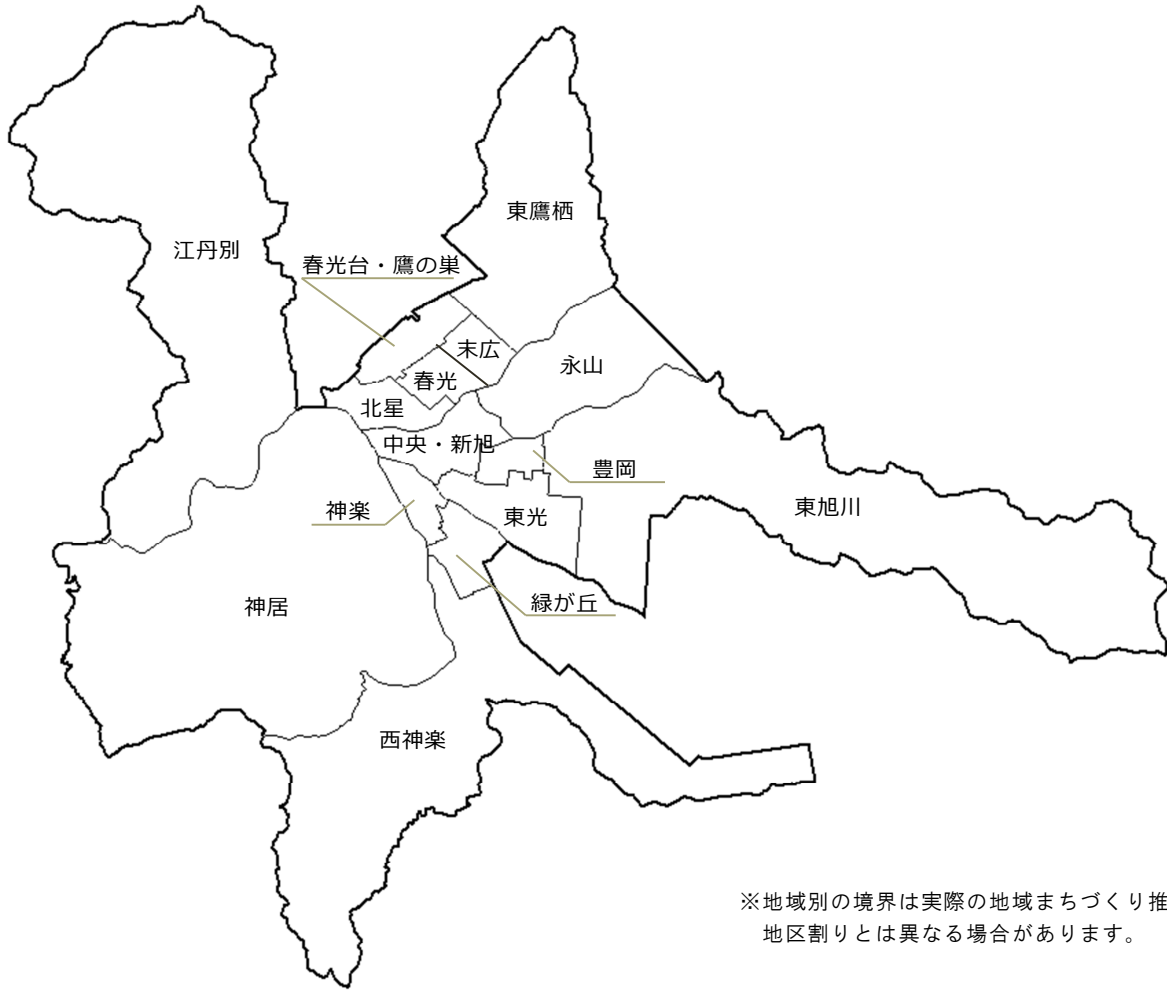 東鷹栖
江丹別
春光台・鷹の巣
末広
永山
春光
北星
中央・新旭
豊岡
東旭川
神楽
東光
緑が丘
神居
西神楽
※地域別の境界は実際の地域まちづくり推
地区割りとは異なる場合があります。